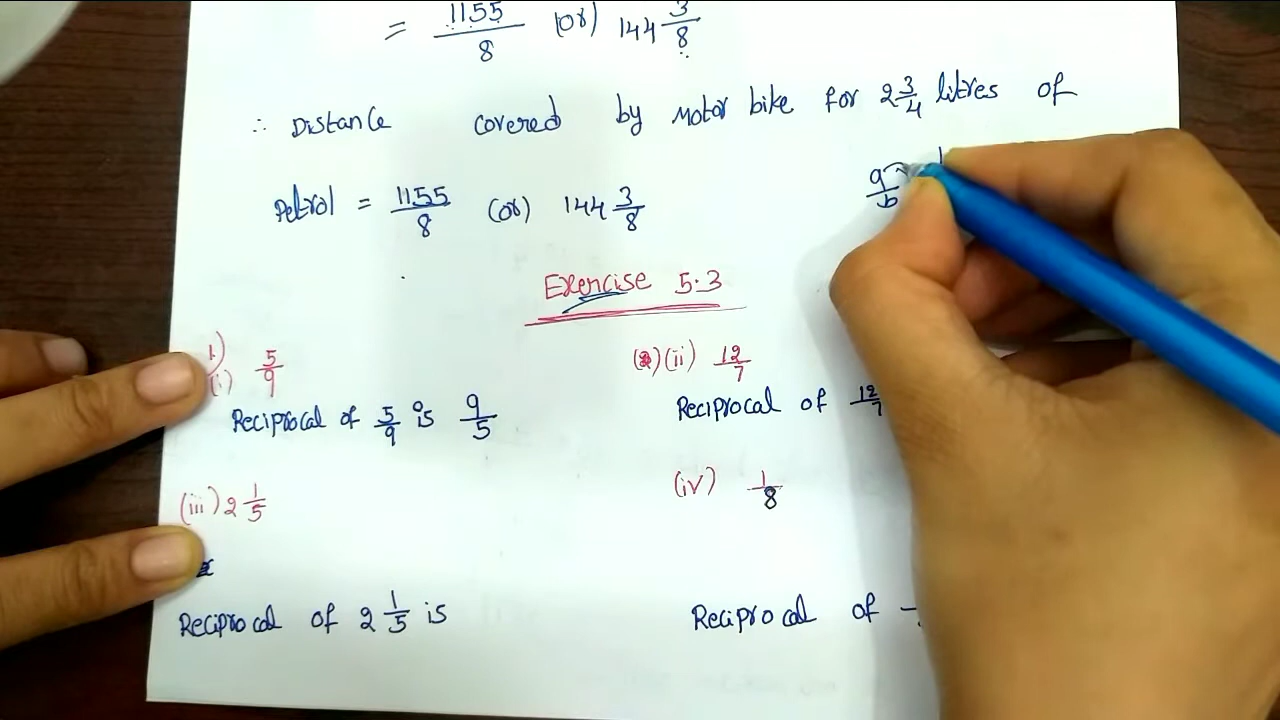 = 1155/8 (or) 144 3/8
∴ Distance covered by Motor bike for 2 3/4 litres of
Petrol = 1155/8 (or) 144 3/8
a/b
Exercise 5.3
1)
(i) 5/9
(2)(ii) 12/7
Reciprocal of 5/9 is 9/5
Reciprocal of 12/7
(iii) 2 1/5
(iv) 1/8
Reciprocal of 2 1/5 is
Reciprocal of